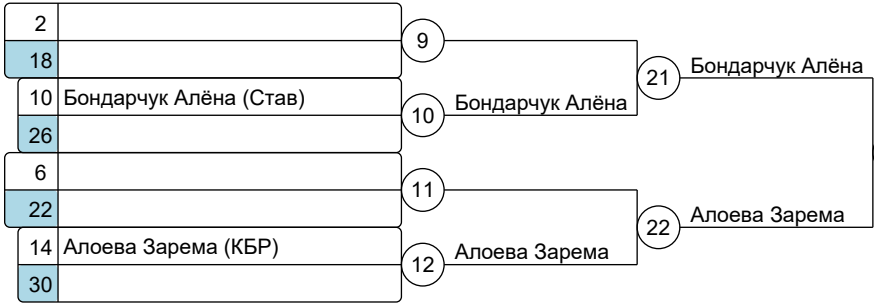 2
9
18
21 Бондарчук Алёна
10 Бондарчук Алёна (Став)
10 Бондарчук Алёна
26
6
11
22
22 Алоева Зарема
14 Алоева Зарема (КБР)
12 Алоева Зарема
30